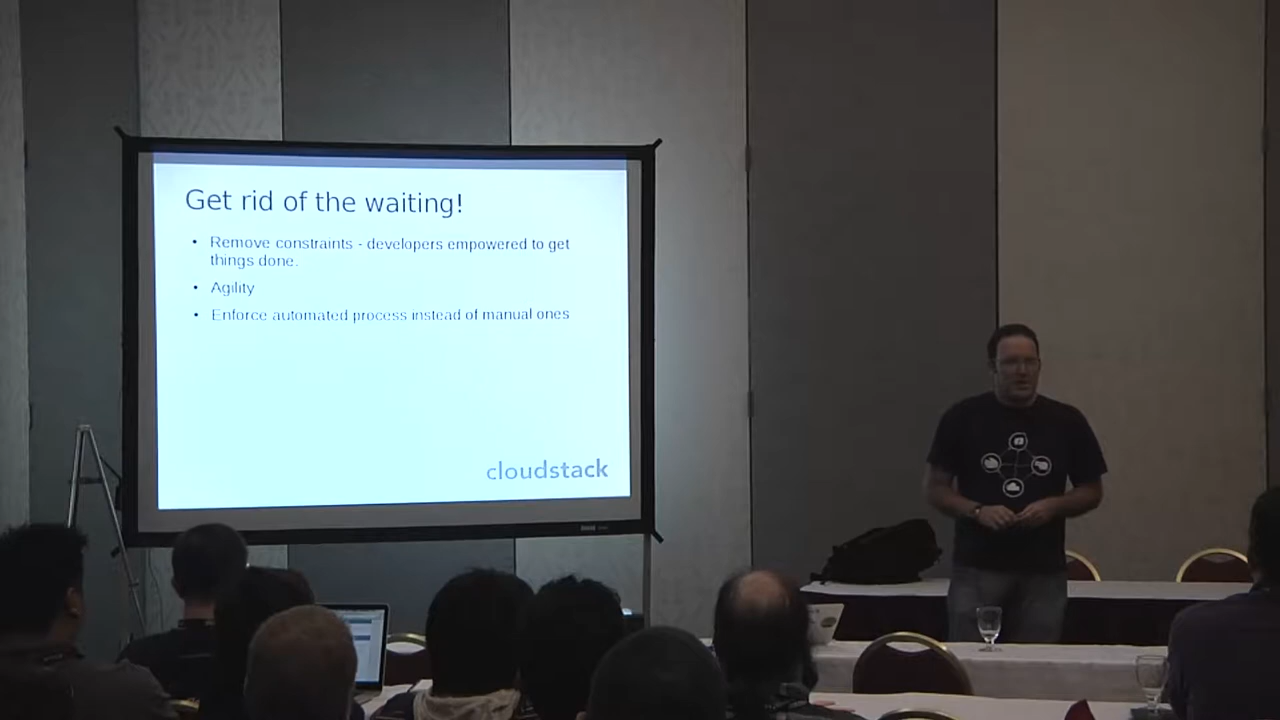 Get rid of the waiting!
• Remove constraints - developers empowered to get
things done.
• Agility
• Enforce automated process instead of manual ones
cloudstack